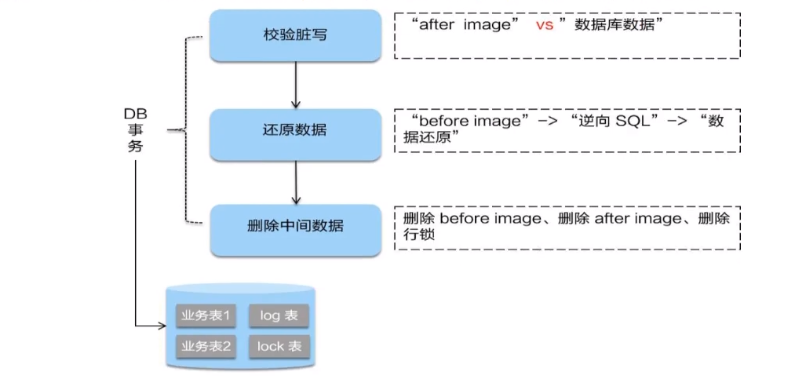 校验脏写
“after image” vs ”数据库数据”
DB
事
务
还原数据
“before image”–> “逆向 SQL”–> “数
据还原”
删除中间数据
删除 before image、删除 after image、删除
行锁
业务表1
log 表
业务表2
lock 表